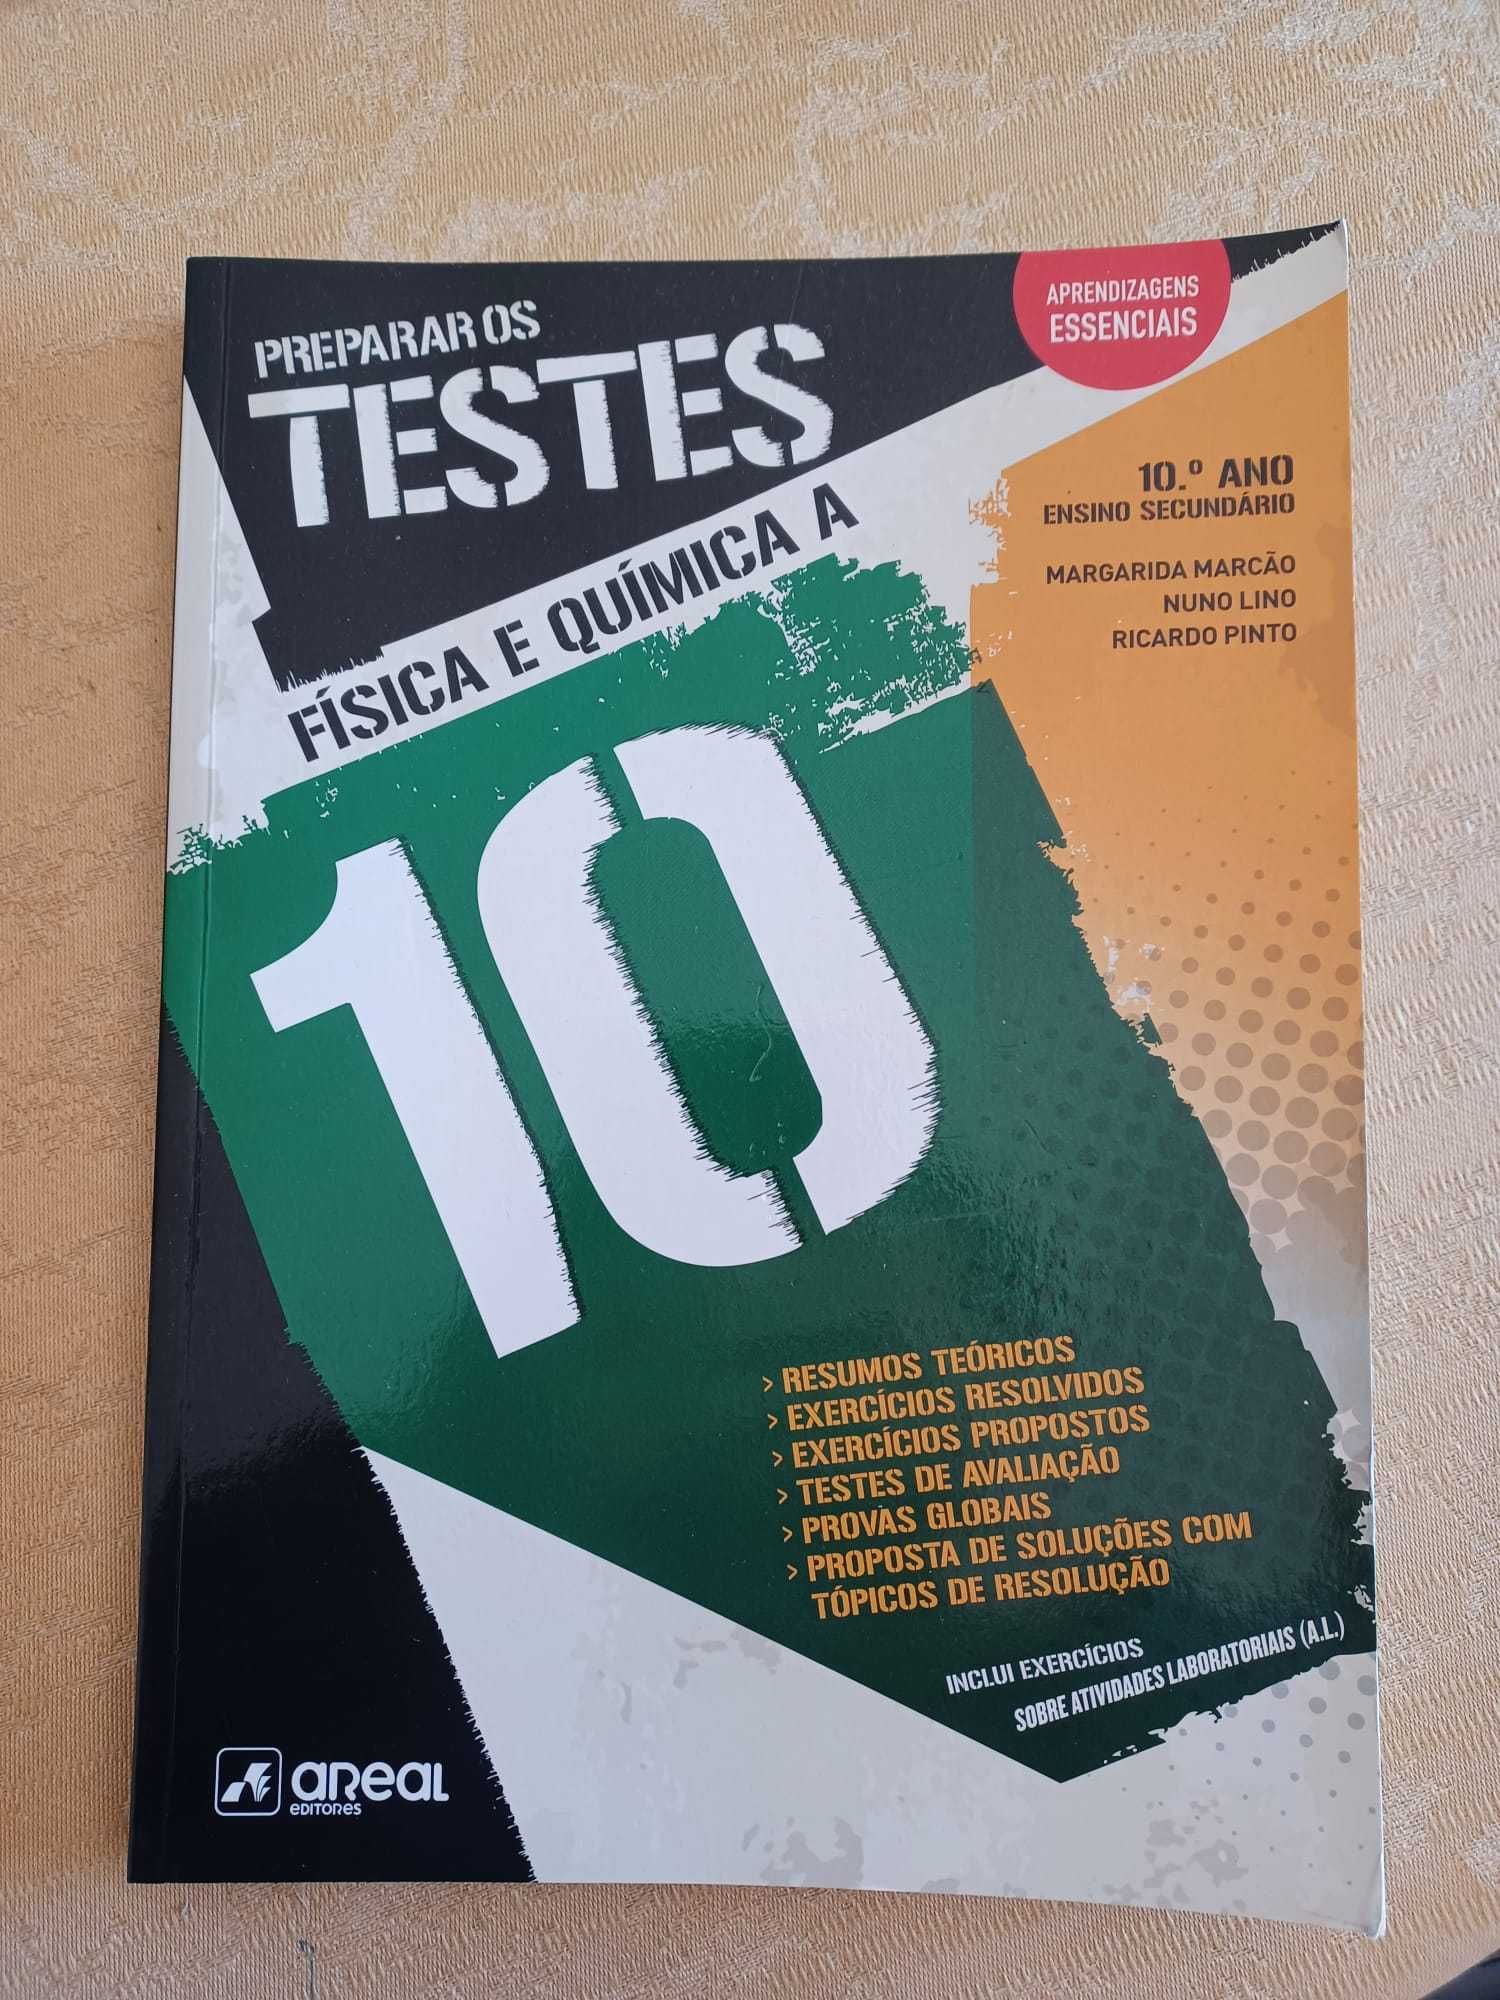 APRENDIZAGENS
ESSENCIAIS
PREPARAR OS
TESTES
FÍSICA E QUÍMICA A
10.º ANO
ENSINO SECUNDÁRIO
MARGARIDA MARCÃO
NUNO LINO
RICARDO PINTO
10
> RESUMOS TEÓRICOS
> EXERCÍCIOS RESOLVIDOS
> EXERCÍCIOS PROPOSTOS
> TESTES DE AVALIAÇÃO
> PROVAS GLOBAIS
> PROPOSTA DE SOLUÇÕES COM
TÓPICOS DE RESOLUÇÃO
INCLUI EXERCÍCIOS
SOBRE ATIVIDADES LABORATORIAIS (A.L.)
aReal
EDITORES